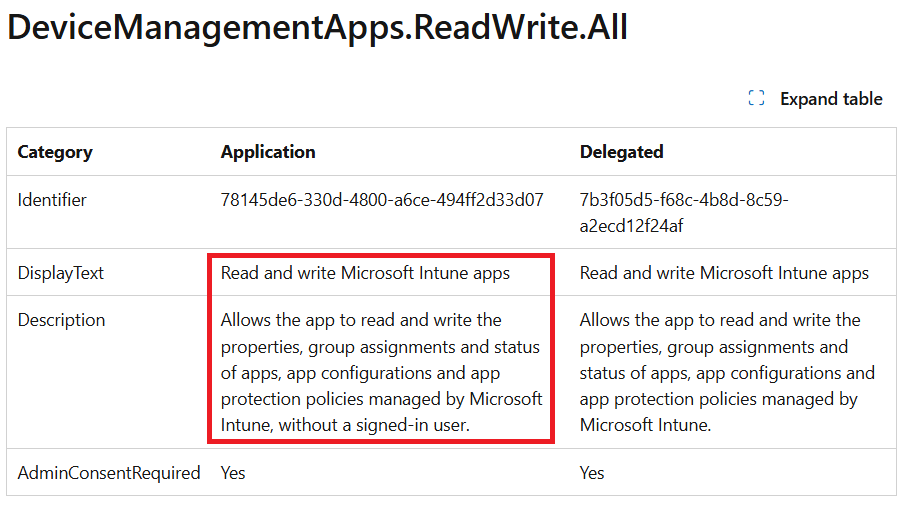 DeviceManagementApps.ReadWrite.All
Expand table
Category Application Delegated
Identifier 78145de6-330d-4800-a6ce-494ff2d33d07 7b3f05d5-f68c-4b8d-8c59-
a2ecd12f24af
DisplayText Read and write Microsoft Intune apps Read and write Microsoft Intune apps
Description Allows the app to read and write the Allows the app to read and write the
properties, group assignments and status properties, group assignments and
of apps, app configurations and app status of apps, app configurations and
protection policies managed by Microsoft app protection policies managed by
Intune, without a signed-in user. Microsoft Intune.
AdminConsentRequired Yes Yes